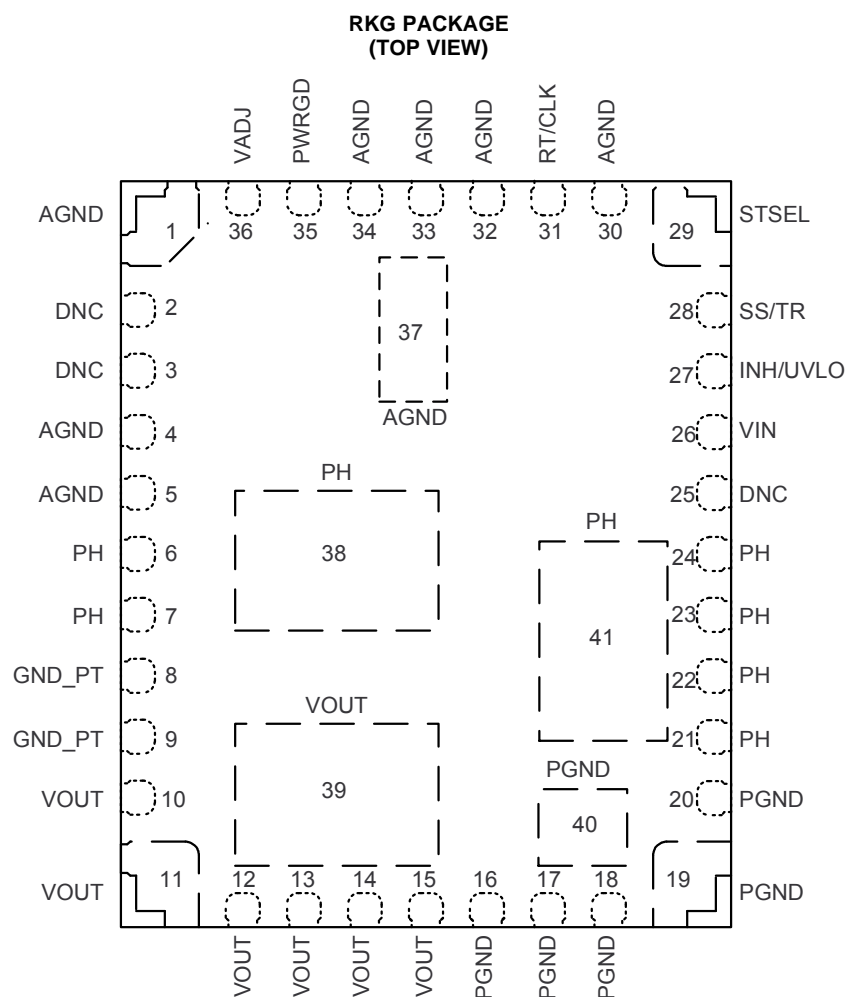 RKG PACKAGE
(TOP VIEW)
VADJ
PWRGD
AGND
AGND
AGND
RT/CLK
AGND
AGND 1 36 35 34 33 32 31 30 29 STSEL
DNC 2 28 SS/TR
37
DNC 3 27 INH/UVLO
AGND
AGND 4 26 VIN
PH
AGND 5 25 DNC
PH
PH 6 38 24 PH
PH 7 23 PH
41
GND_PT 8 22 PH
VOUT
GND_PT 9 21 PH
PGND
VOUT 10 39 20 PGND
40
VOUT 11 12 13 14 15 16 17 18 19 PGND
VOUT
VOUT
VOUT
VOUT
PGND
PGND
PGND